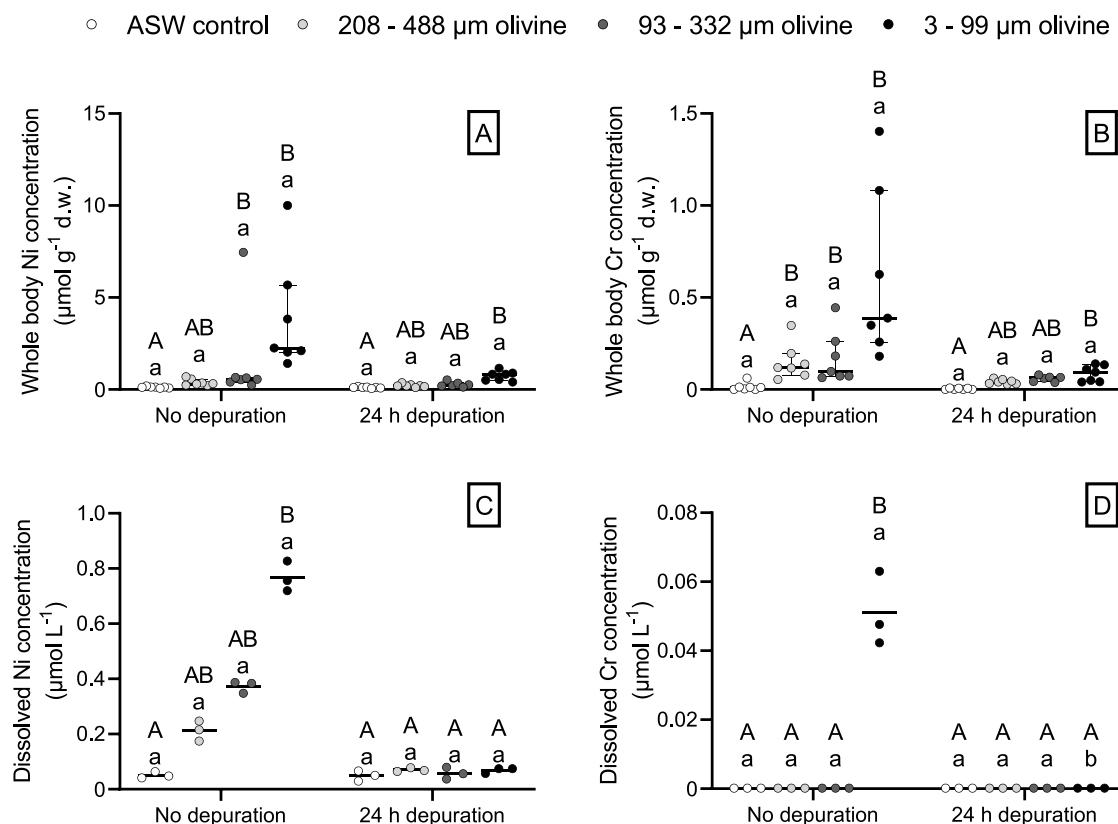 ASW control 208 - 488 µm olivine 93 - 332 µm olivine 3 - 99 µm olivine
A
Whole body Ni concentration
(µmol g⁻¹ d.w.)
15
10
5
0
A
a
AB
a
B
a
B
a
A
a
AB
a
AB
a
B
a
No depuration
24 h depuration
B
Whole body Cr concentration
(µmol g⁻¹ d.w.)
1.5
1.0
0.5
0
A
a
B
a
B
a
B
a
A
a
AB
a
AB
a
B
a
No depuration
24 h depuration
C
Dissolved Ni concentration
(µmol L⁻¹)
1.0
0.8
0.6
0.4
0.2
0
A
a
AB
a
AB
a
B
a
A
a
A
a
A
a
A
a
No depuration
24 h depuration
D
Dissolved Cr concentration
(µmol L⁻¹)
0.08
0.06
0.04
0.02
0
A
a
A
a
A
a
B
a
A
a
A
a
A
a
A
b
No depuration
24 h depuration